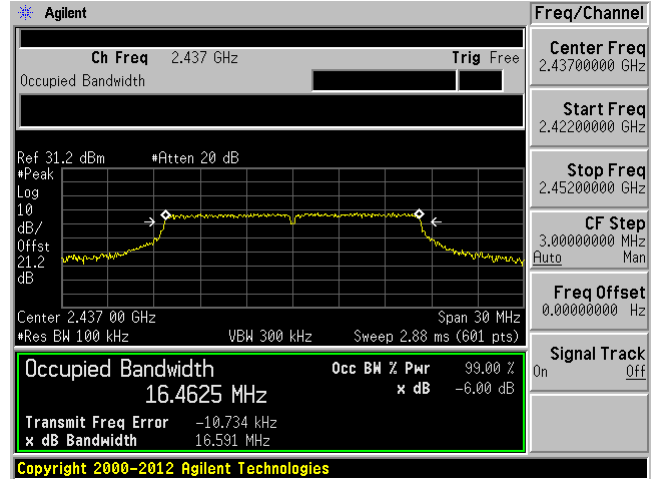 Agilent
Freq/Channel
Ch Freq 2.437 GHz Trig Free
Occupied Bandwidth
Center Freq
2.43700000 GHz
Start Freq
2.42200000 GHz
Stop Freq
2.45200000 GHz
CF Step
3.00000000 MHz
Auto Man
Freq Offset
0.00000000 Hz
Signal Track
On Off
Ref 31.2 dBm #Atten 20 dB
#Peak
Log
10
dB/
Offst
21.2
dB
Center 2.437 00 GHz Span 30 MHz
#Res BW 100 kHz VBW 300 kHz Sweep 2.88 ms (601 pts)
Occupied Bandwidth Occ BW % Pwr 99.00 %
16.4625 MHz x dB -6.00 dB
Transmit Freq Error -10.734 kHz
x dB Bandwidth 16.591 MHz
Copyright 2000-2012 Agilent Technologies